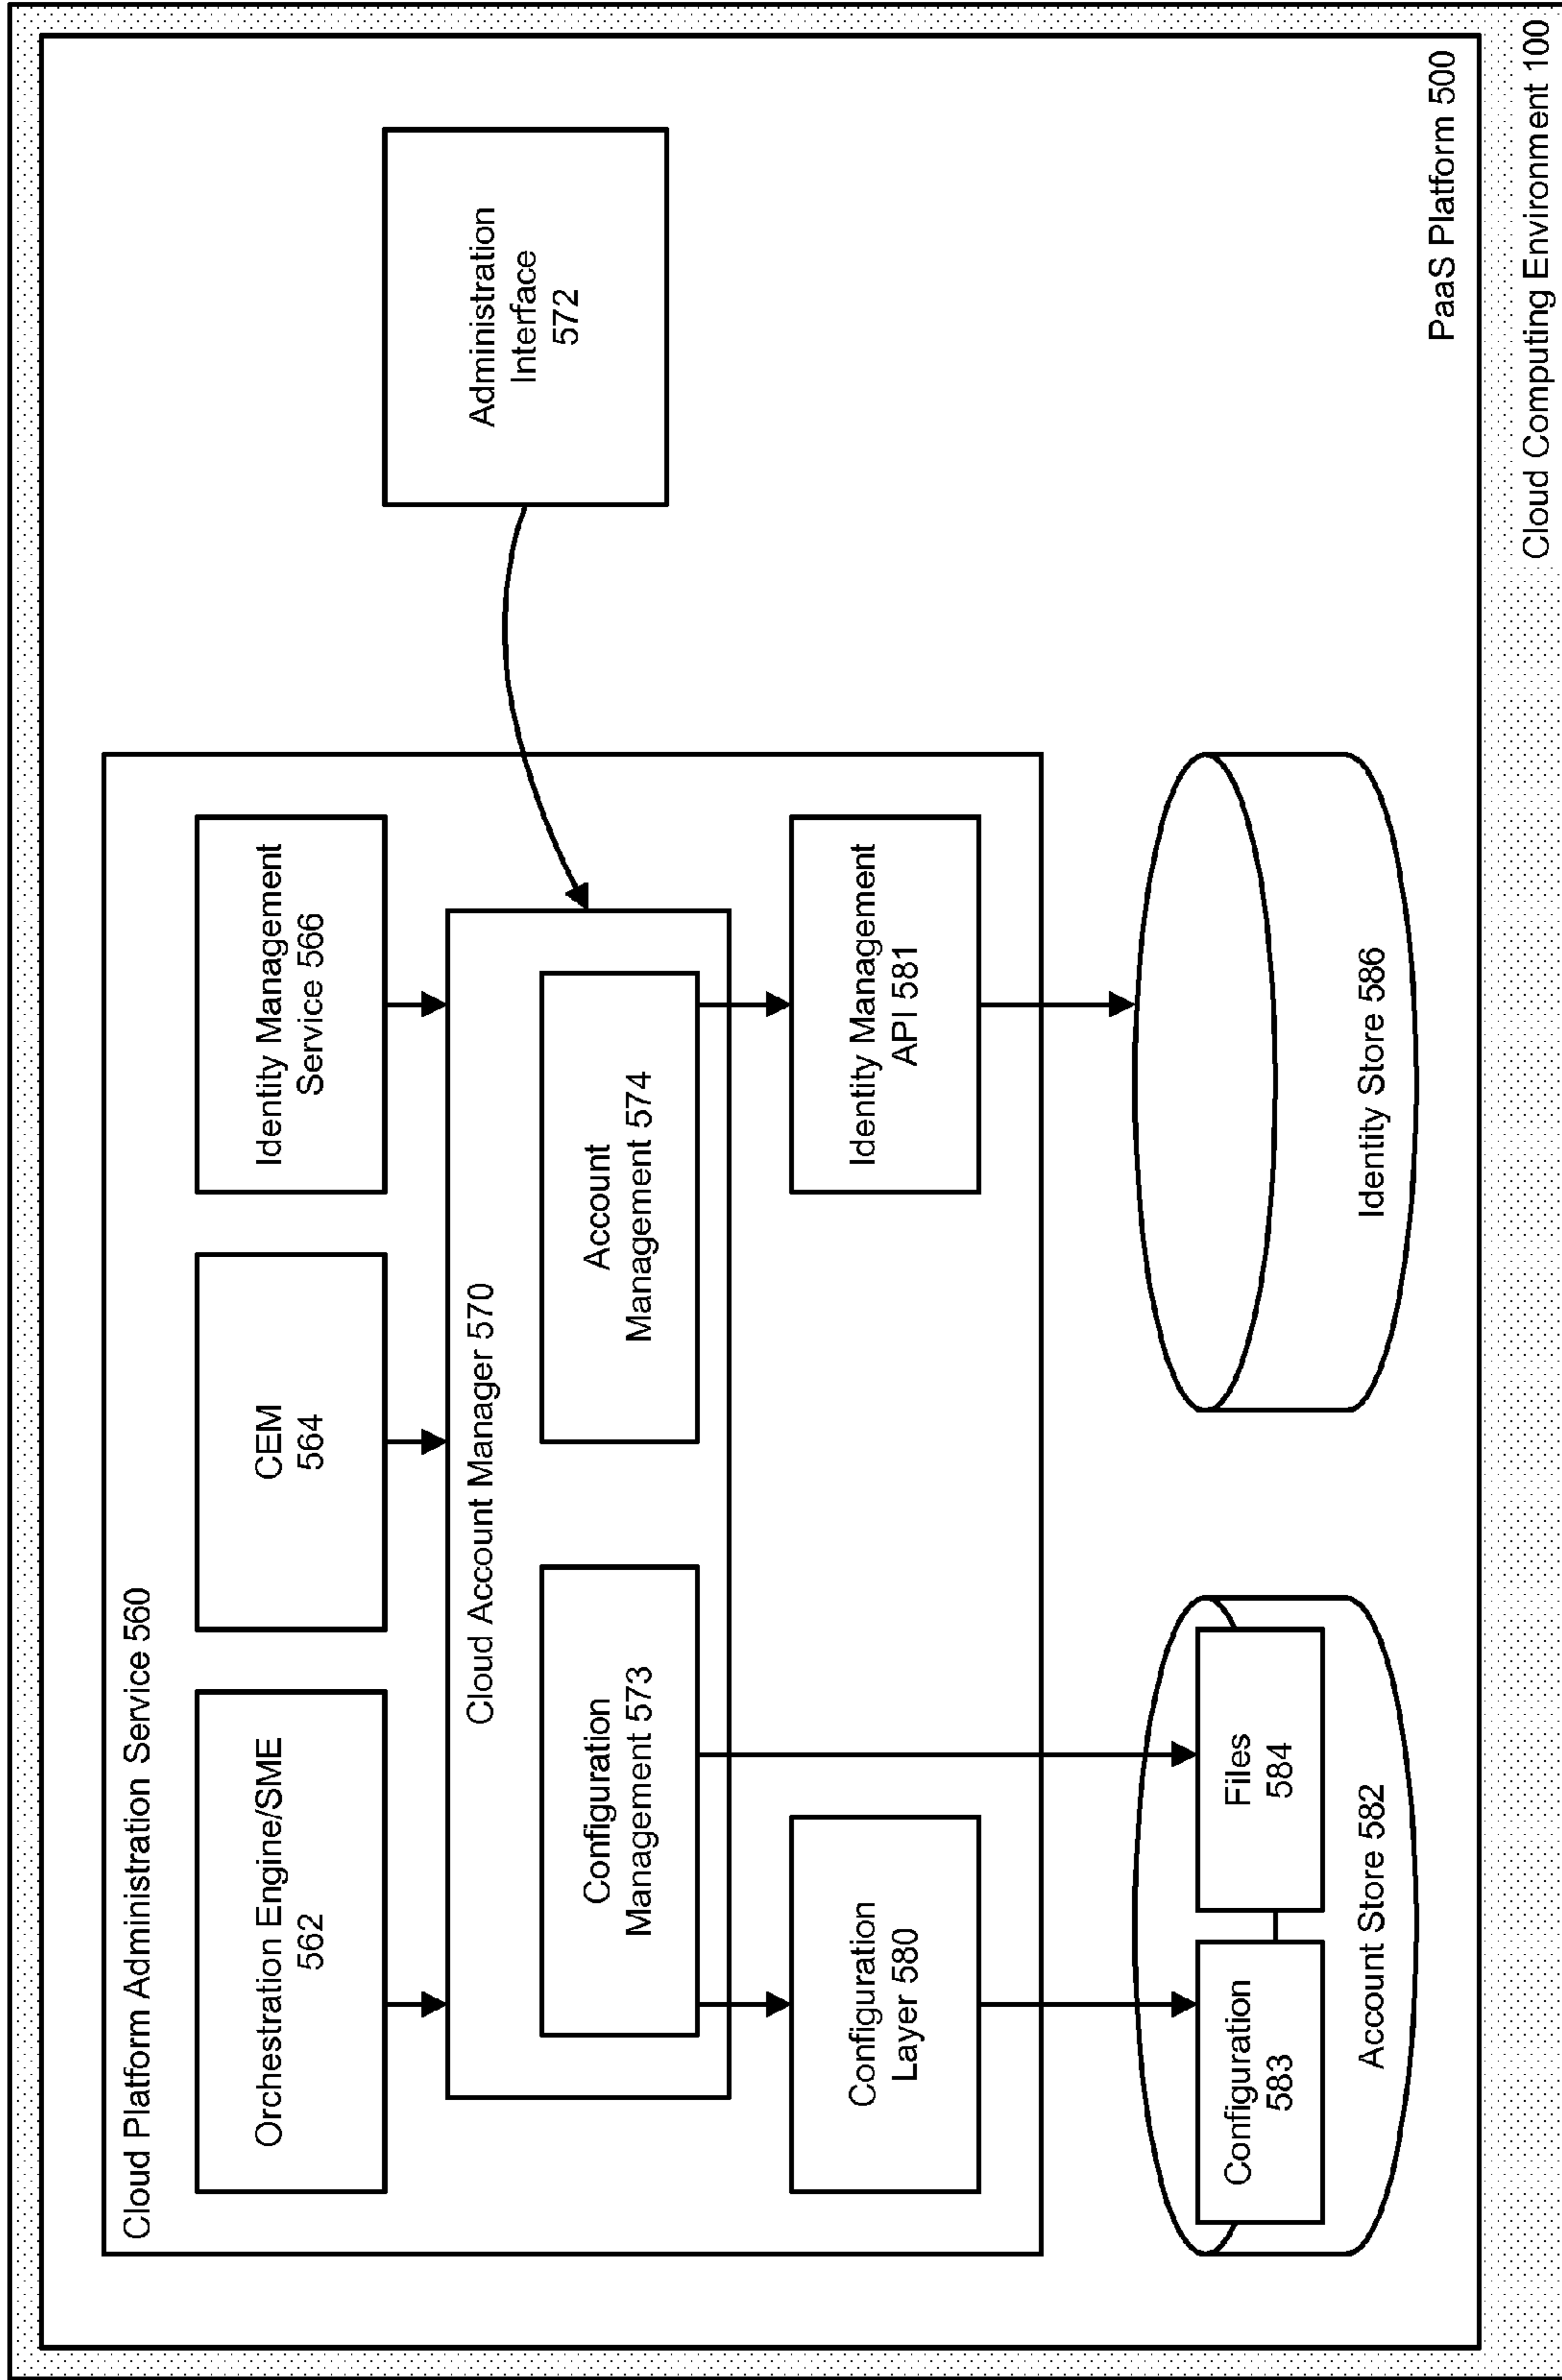 Cloud Platform Administration Service 560
Orchestration Engine/SME
562
CEM
564
Identity Management
Service 566
Cloud Account Manager 570
Administration
Interface
572
Configuration
Management 573
Account
Management 574
Configuration
Layer 580
Identity Management
API 581
Configuration
583
Files
584
Account Store 582
Identity Store 586
PaaS Platform 500
Cloud Computing Environment 100